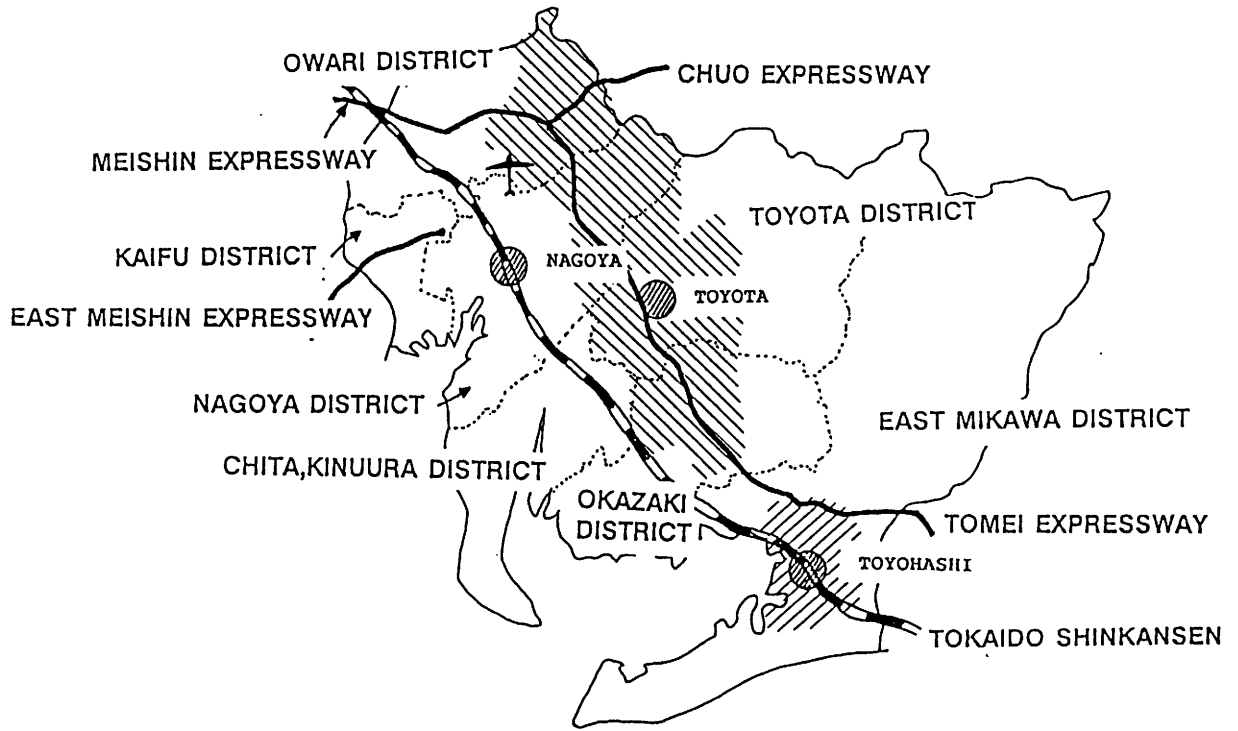 OWARI DISTRICT
CHUO EXPRESSWAY
MEISHIN EXPRESSWAY
TOYOTA DISTRICT
KAIFU DISTRICT
NAGOYA
TOYOTA
EAST MEISHIN EXPRESSWAY
NAGOYA DISTRICT
EAST MIKAWA DISTRICT
CHITA,KINUURA DISTRICT
OKAZAKI
DISTRICT
TOMEI EXPRESSWAY
TOYOHASHI
TOKAIDO SHINKANSEN